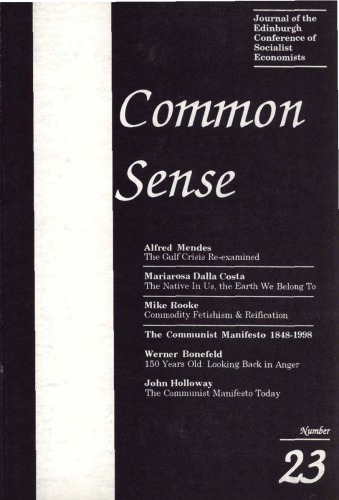 Journal of the
Edinburgh
Conference of
Socialist
Economists
Common
Sense
Alfred Mendes
The Gulf Crisis Re-examined
Mariarosa Dalla Costa
The Native In Us, the Earth We Belong To
Mike Rooke
Commodity Fetishism & Reification
The Communist Manifesto 1848-1998
Werner Bonefeld
150 Years Old Looking Back in Anger
John Holloway
The Communist Manifesto Today
Number
23